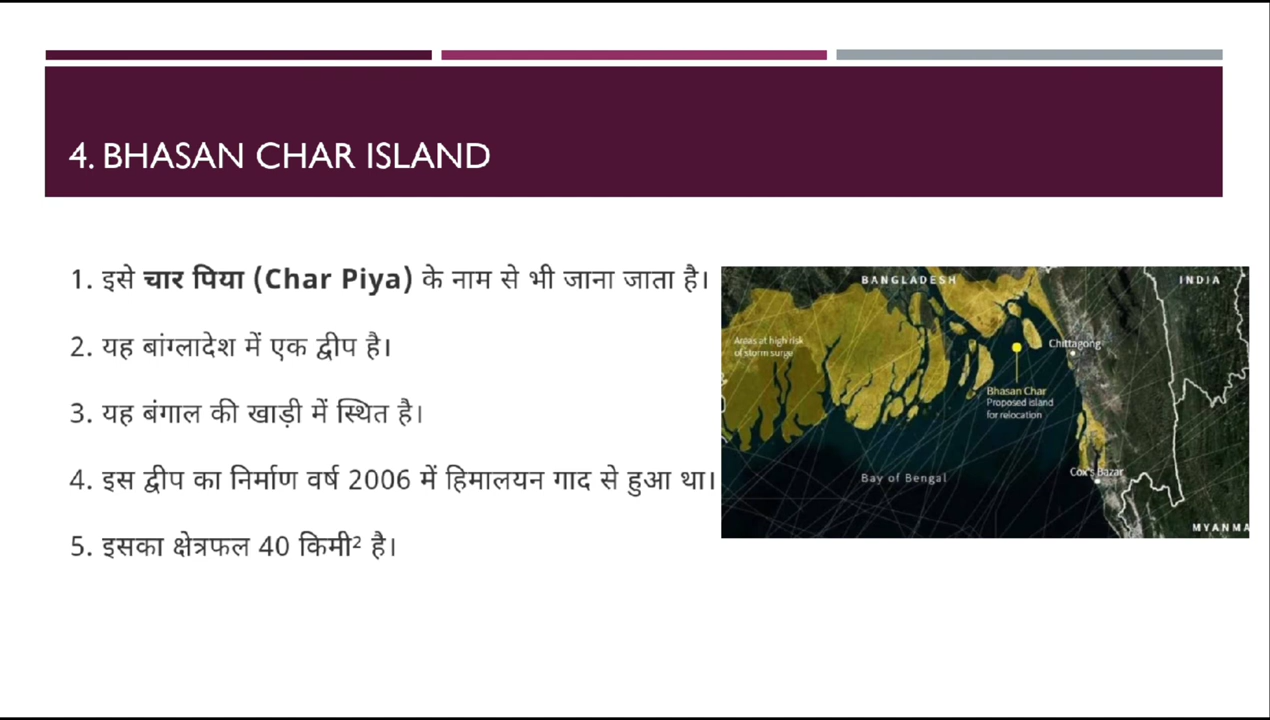 4. BHASAN CHAR ISLAND
1. इसे चार पिया (Char Piya) के नाम से भी जाना जाता है।
2. यह बांग्लादेश में एक द्वीप है।
3. यह बंगाल की खाड़ी में स्थित है।
4. इस द्वीप का निर्माण वर्ष 2006 में हिमालयन गाद से हुआ था।
5. इसका क्षेत्रफल 40 किमी² है।
BANGLADESH
INDIA
Areas at high risk
of storm surge
Chittagong
Bhasan Char
Proposed island
for relocation
Cox's Bazar
Bay of Bengal
MYANMA